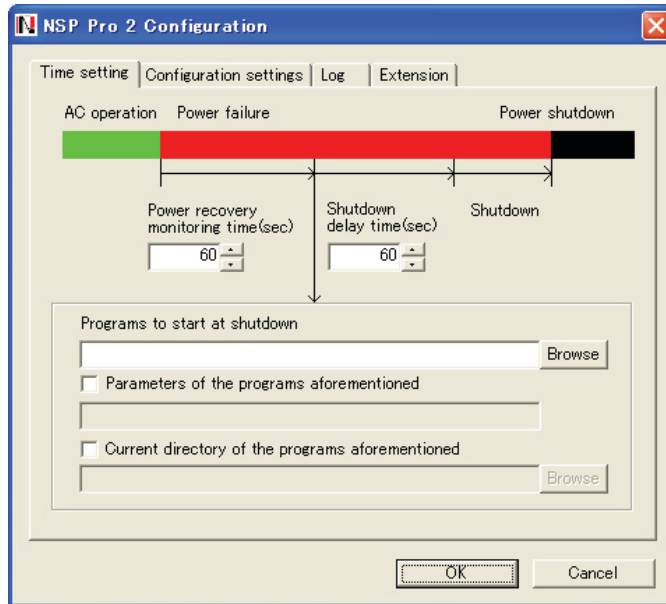 NSP Pro 2 Configuration
Time setting
Configuration settings
Log
Extension
AC operation
Power failure
Power shutdown
Power recovery
monitoring time(sec)
60
Shutdown
delay time(sec)
60
Shutdown
Programs to start at shutdown
Browse
Parameters of the programs aforementioned
Current directory of the programs aforementioned
Browse
OK
Cancel